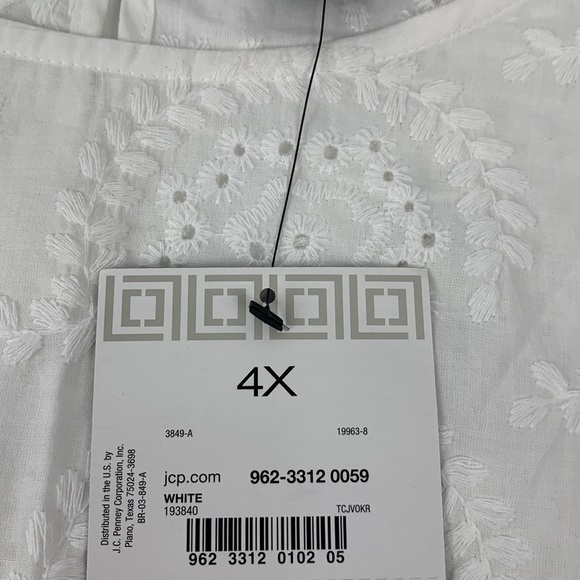 4X
3849-A 19963-8
jcp.com 962-3312 0059
WHITE
193840 TCJVOKR
962 3312 0102 05
Distributed in the U.S. by
J.C. Penney Corporation, Inc.
Plano, Texas 75024-3698
BR-03-849-A